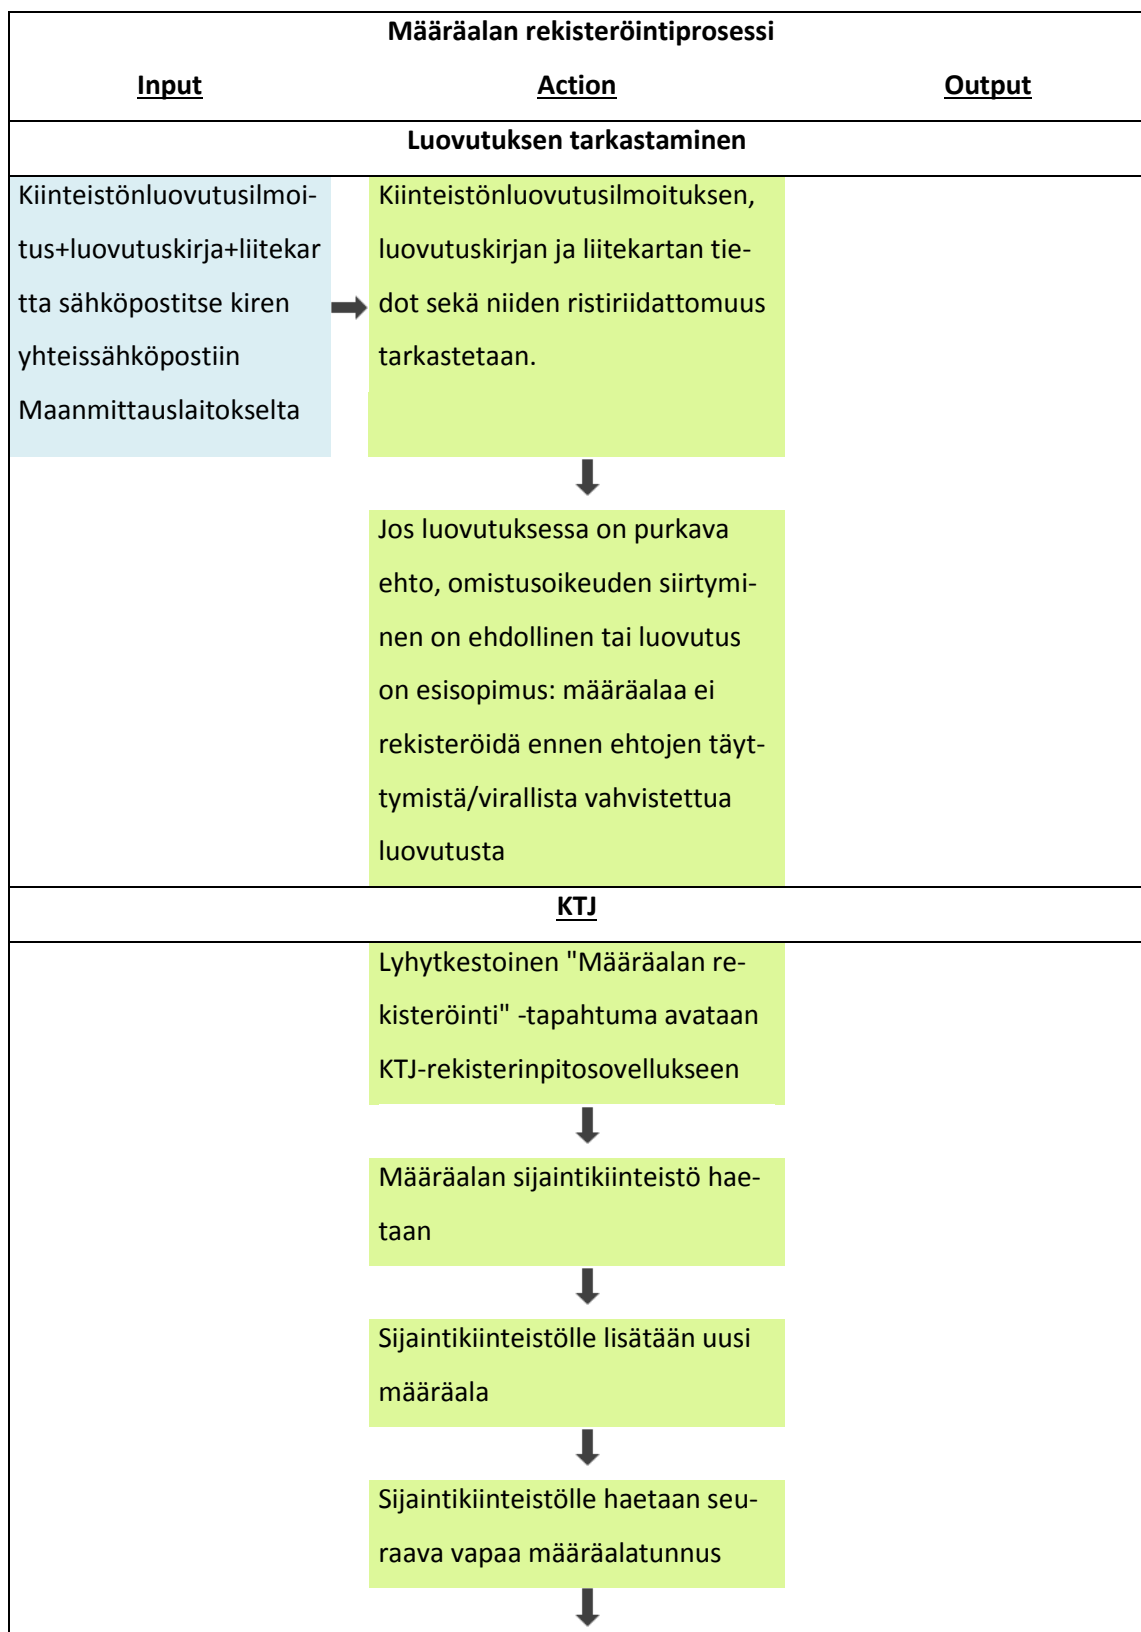 Määräalan rekisteröintiprosessi
Input Action Output
Luovutuksen tarkastaminen
Kiinteistönluovutusilmoi-
tus+luovutuskirja+liitekar
tta sähköpostitse kiren
yhteissähköpostiin
Maanmittauslaitokselta
Kiinteistönluovutusilmoituksen,
luovutuskirjan ja liitekartan tie-
dot sekä niiden ristiriidattomuus
tarkastetaan.
Jos luovutuksessa on purkava
ehto, omistusoikeuden siirtymi-
nen on ehdollinen tai luovutus
on esisopimus: määräalaa ei
rekisteröidä ennen ehtojen täyt-
tymistä/virallista vahvistettua
luovutusta
KTJ
Lyhytkestoinen "Määräalan re-
kisteröinti" -tapahtuma avataan
KTJ-rekisterinpitosovellukseen
Määräalan sijaintikiinteistö hae-
taan
Sijaintikiinteistölle lisätään uusi
määräala
Sijaintikiinteistölle haetaan seu-
raava vapaa määräalatunnus